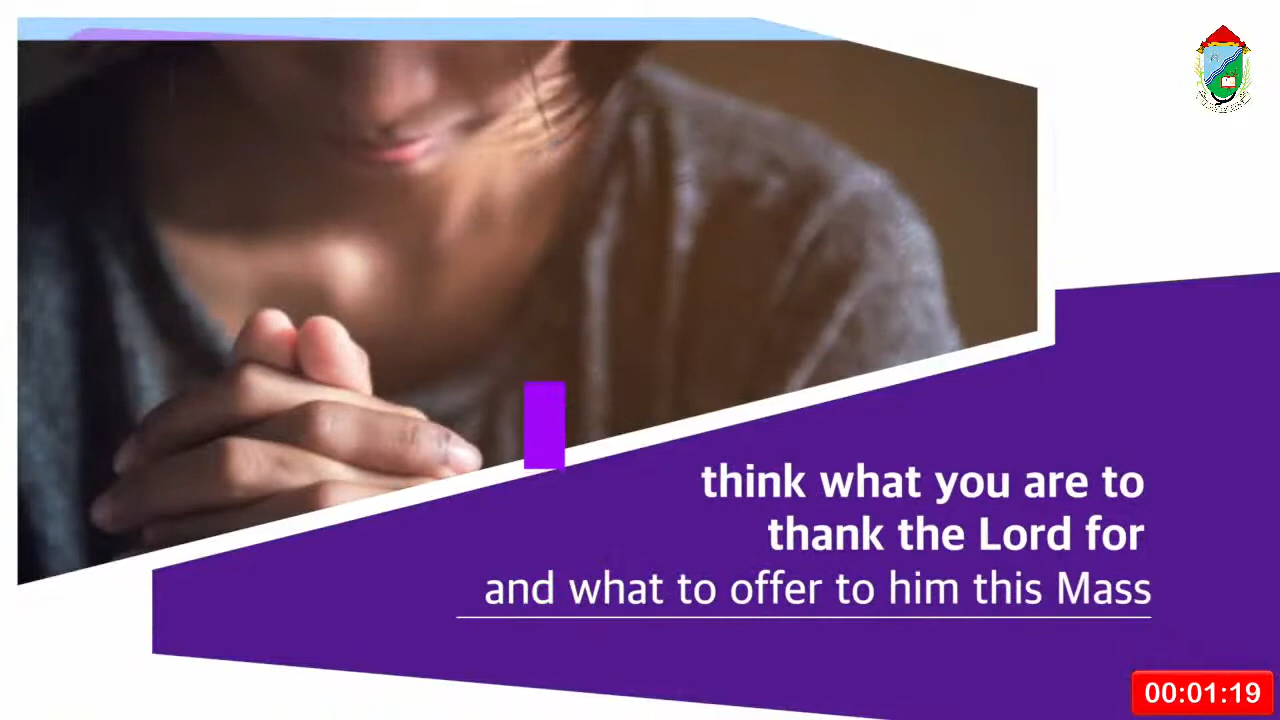 think what you are to
thank the Lord for
and what to offer to him this Mass
00:01:19